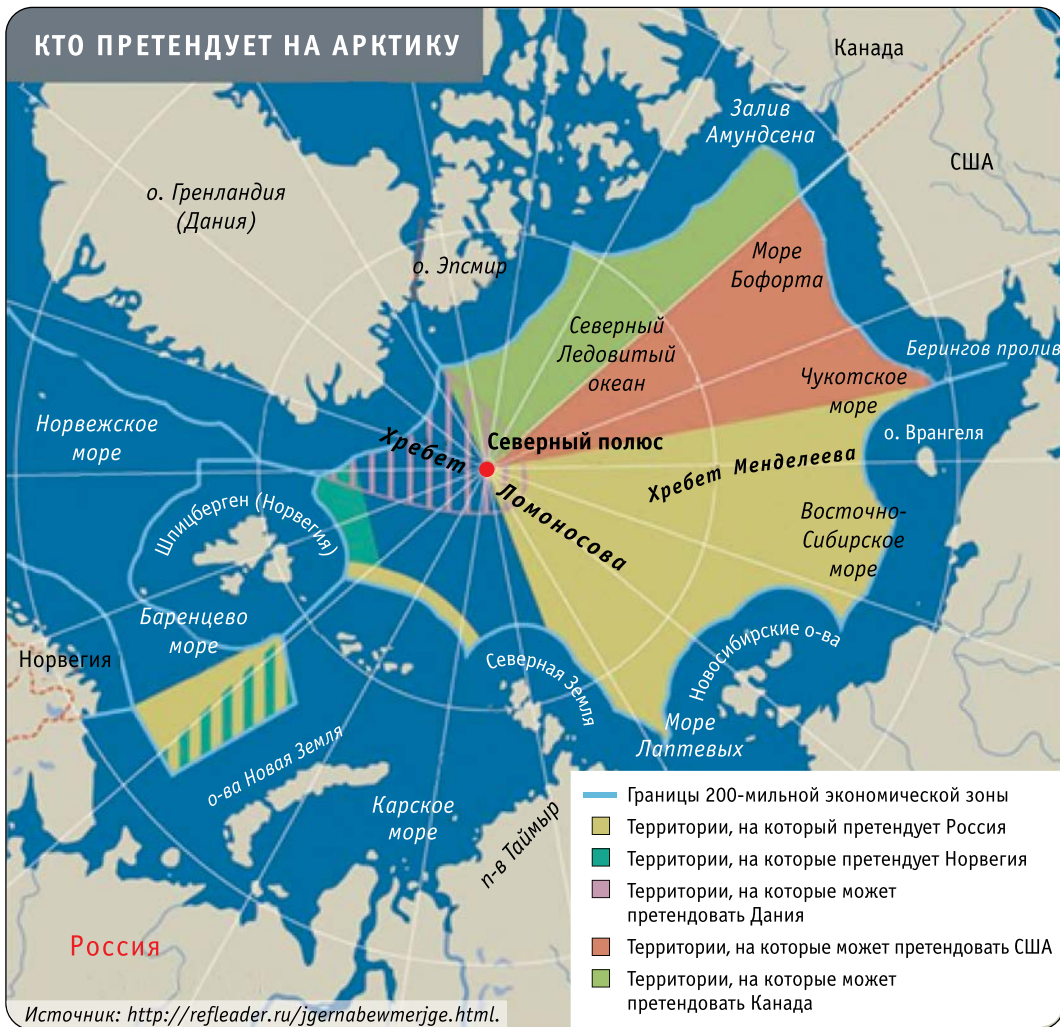 КТО ПРЕТЕНДУЕТ НА АРКТИКУ
Канада
Залив
Амундсена
США
о. Гренландия
(Дания)
о. Эпсмир
Море
Бофорта
Северный
Ледовитый
океан
Берингов пролив
Чукотское
море
Норвежское
море
Хребет
Северный полюс
о. Врангеля
Хребет Менделеева
Ломоносова
Шпицберген (Норвегия)
Восточно-
Сибирское
море
Баренцево
море
Норвегия
Северная Земля
Новосибирские о-ва
Море
Лаптевых
о-ва Новая Земля
Карское
море
п-в Таймыр
Россия
Границы 200-мильной экономической зоны
Территории, на который претендует Россия
Территории, на которые претендует Норвегия
Территории, на которые может
претендовать Дания
Территории, на которые может претендовать США
Территории, на которые может
претендовать Канада
Источник: http://refleader.ru/jgernabewmerjge.html.